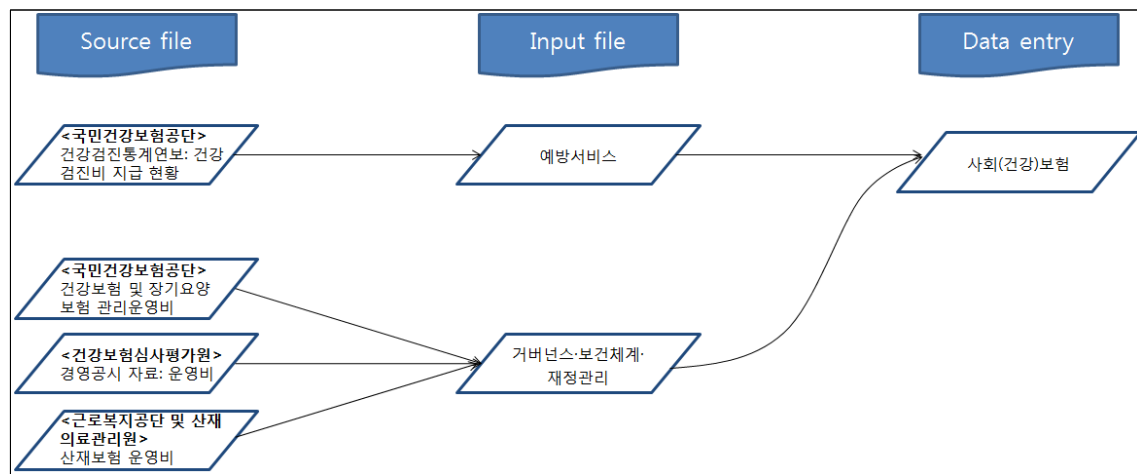 Source file
Input file
Data entry
<국민건강보험공단>
건강검진통계연보: 건강
검진비 지급 현황
예방서비스
사회(건강)보험
<국민건강보험공단>
건강보험 및 장기요양
보험 관리운영비
<건강보험심사평가원>
경영공시 자료: 운영비
거버넌스·보건체계·
재정관리
<근로복지공단 및 산재
의료관리원>
산재보험 운영비